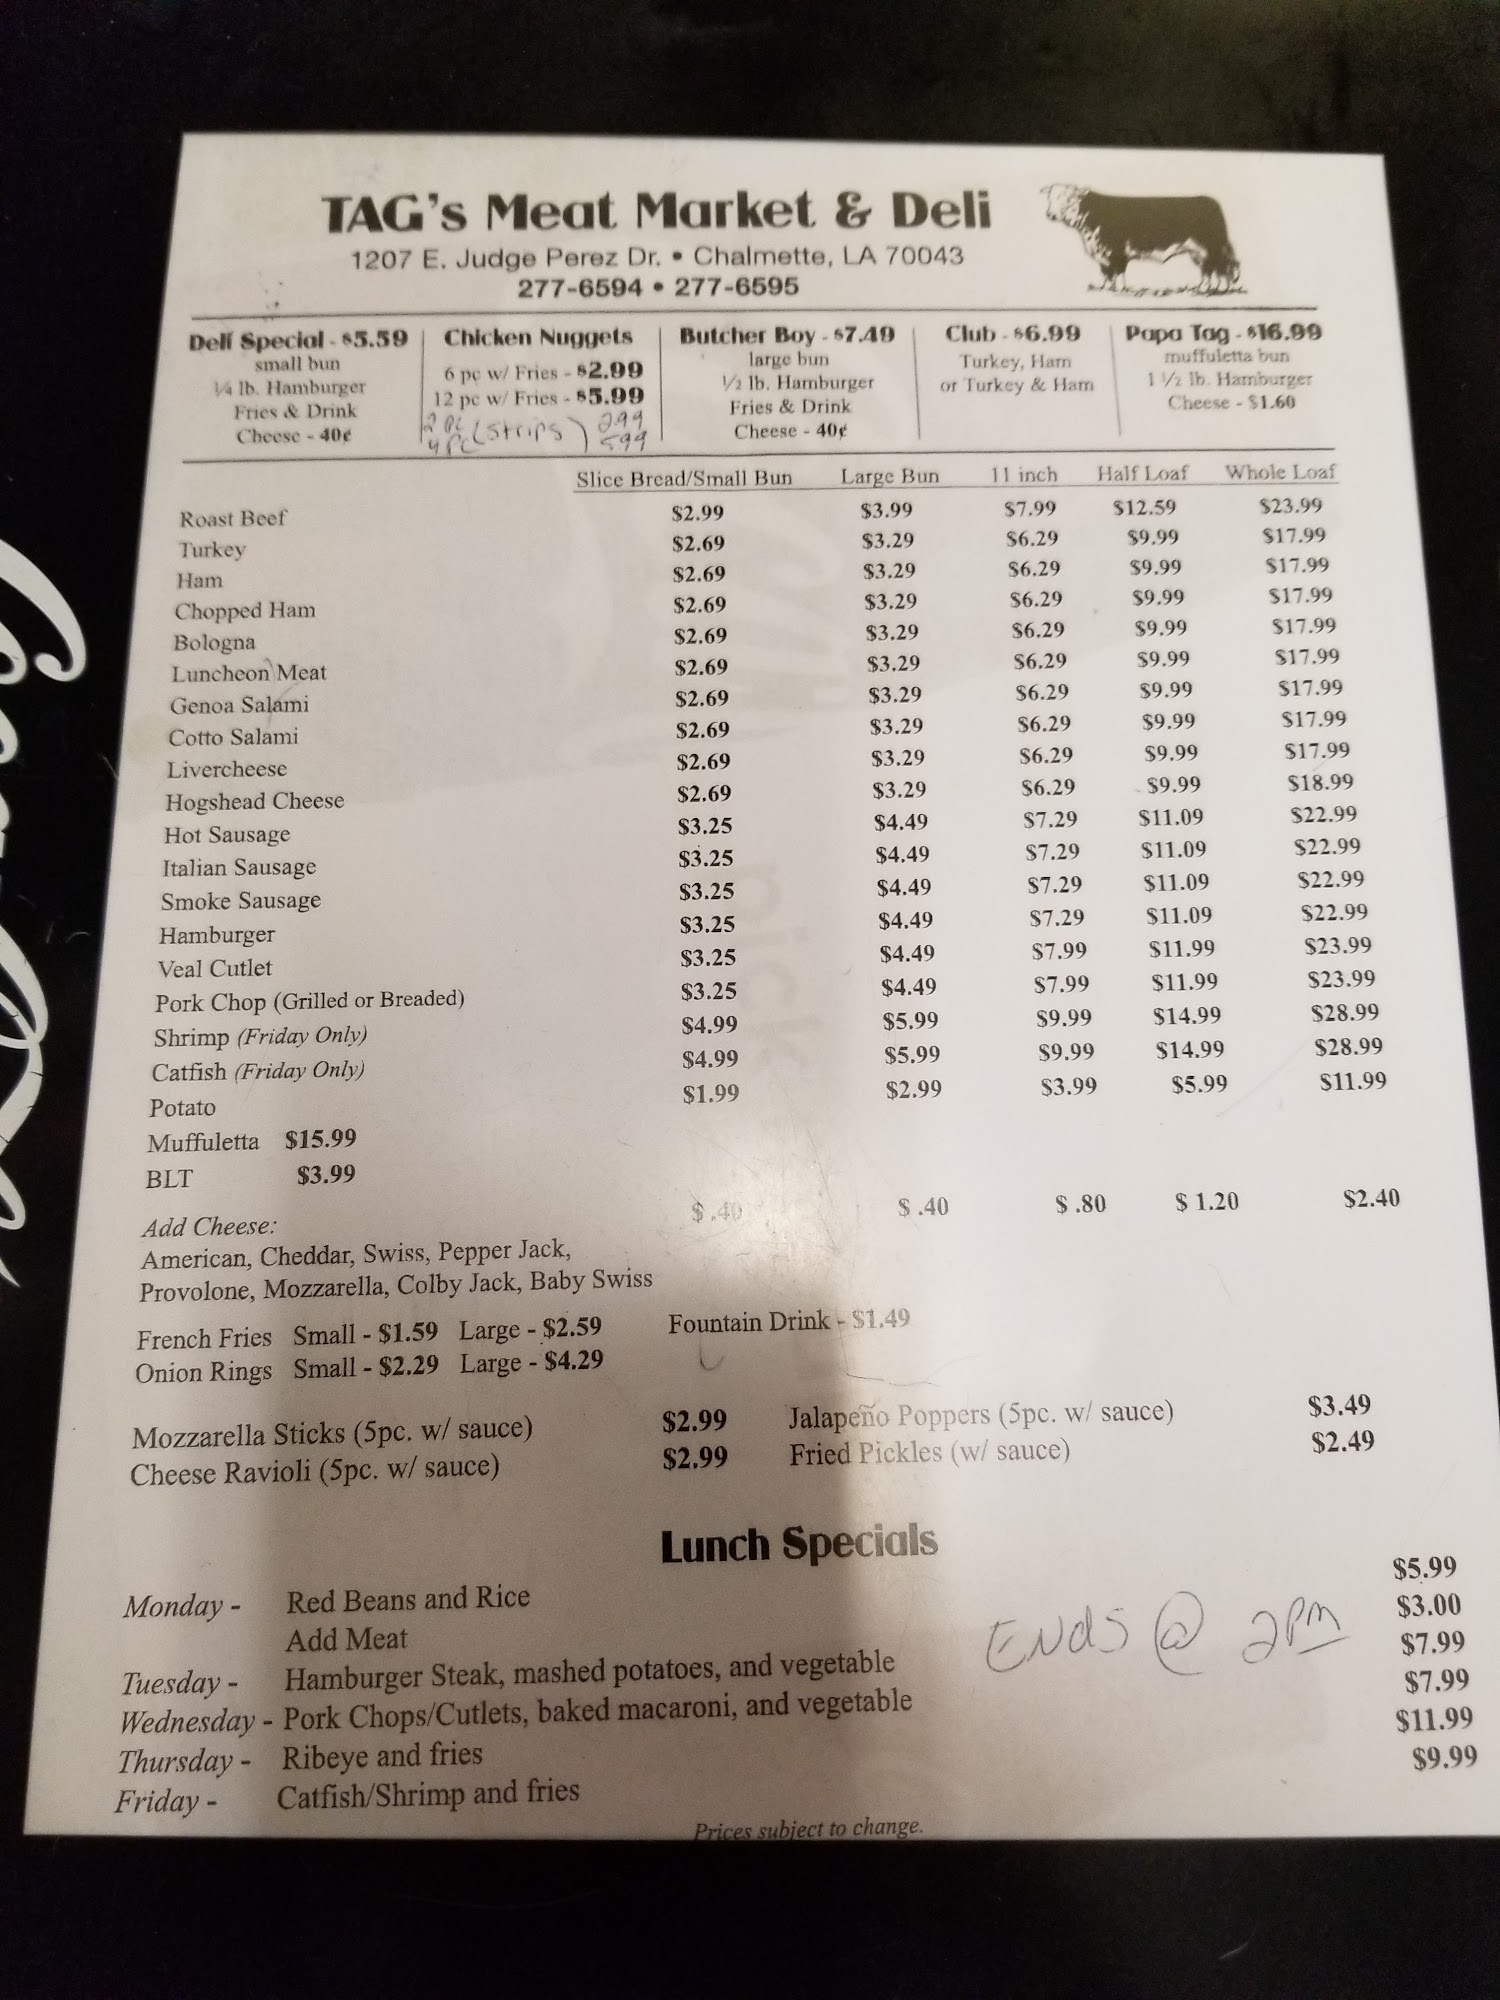 TAG's Meat Market & Deli
1207 E. Judge Perez Dr. • Chalmette, LA 70043
277-6594 • 277-6595
Deli Special - $5.59
small bun
1/4 lb. Hamburger
Fries & Drink
Cheese - 40¢
Chicken Nuggets
6 pc w/ Fries - $2.99
12 pc w/ Fries - $5.99
2 PC (Strips) 2.99
4 PC 5.99
Butcher Boy - $7.49
large bun
1/2 lb. Hamburger
Fries & Drink
Cheese - 40¢
Club - $6.99
Turkey, Ham
or Turkey & Ham
Papa Tag - $16.99
muffuletta bun
1 1/2 lb. Hamburger
Cheese - $1.60
Slice Bread/Small Bun Large Bun 11 inch Half Loaf Whole Loaf
Roast Beef $2.99 $3.99 $7.99 $12.59 $23.99
Turkey $2.69 $3.29 $6.29 $9.99 $17.99
Ham $2.69 $3.29 $6.29 $9.99 $17.99
Chopped Ham $2.69 $3.29 $6.29 $9.99 $17.99
Bologna $2.69 $3.29 $6.29 $9.99 $17.99
Luncheon Meat $2.69 $3.29 $6.29 $9.99 $17.99
Genoa Salami $2.69 $3.29 $6.29 $9.99 $17.99
Cotto Salami $2.69 $3.29 $6.29 $9.99 $17.99
Livercheese $2.69 $3.29 $6.29 $9.99 $17.99
Hogshead Cheese $2.69 $3.29 $6.29 $9.99 $18.99
Hot Sausage $3.25 $4.49 $7.29 $11.09 $22.99
Italian Sausage $3.25 $4.49 $7.29 $11.09 $22.99
Smoke Sausage $3.25 $4.49 $7.29 $11.09 $22.99
Hamburger $3.25 $4.49 $7.29 $11.09 $22.99
Veal Cutlet $3.25 $4.49 $7.99 $11.99 $23.99
Pork Chop (Grilled or Breaded) $3.25 $4.49 $7.99 $11.99 $23.99
Shrimp (Friday Only) $4.99 $5.99 $9.99 $14.99 $28.99
Catfish (Friday Only) $4.99 $5.99 $9.99 $14.99 $28.99
Potato $1.99 $2.99 $3.99 $5.99 $11.99
Muffuletta $15.99
BLT $3.99
Add Cheese: $ .40 $ .40 $ .80 $ 1.20 $2.40
American, Cheddar, Swiss, Pepper Jack,
Provolone, Mozzarella, Colby Jack, Baby Swiss
French Fries Small - $1.59 Large - $2.59 Fountain Drink - $1.49
Onion Rings Small - $2.29 Large - $4.29
Mozzarella Sticks (5pc. w/ sauce) $2.99 Jalapeño Poppers (5pc. w/ sauce) $3.49
Cheese Ravioli (5pc. w/ sauce) $2.99 Fried Pickles (w/ sauce) $2.49
Lunch Specials
Monday - Red Beans and Rice $5.99
Add Meat $3.00
Tuesday - Hamburger Steak, mashed potatoes, and vegetable $7.99
Wednesday - Pork Chops/Cutlets, baked macaroni, and vegetable $7.99
Thursday - Ribeye and fries $11.99
Friday - Catfish/Shrimp and fries $9.99
Ends @ 2PM
Prices subject to change.